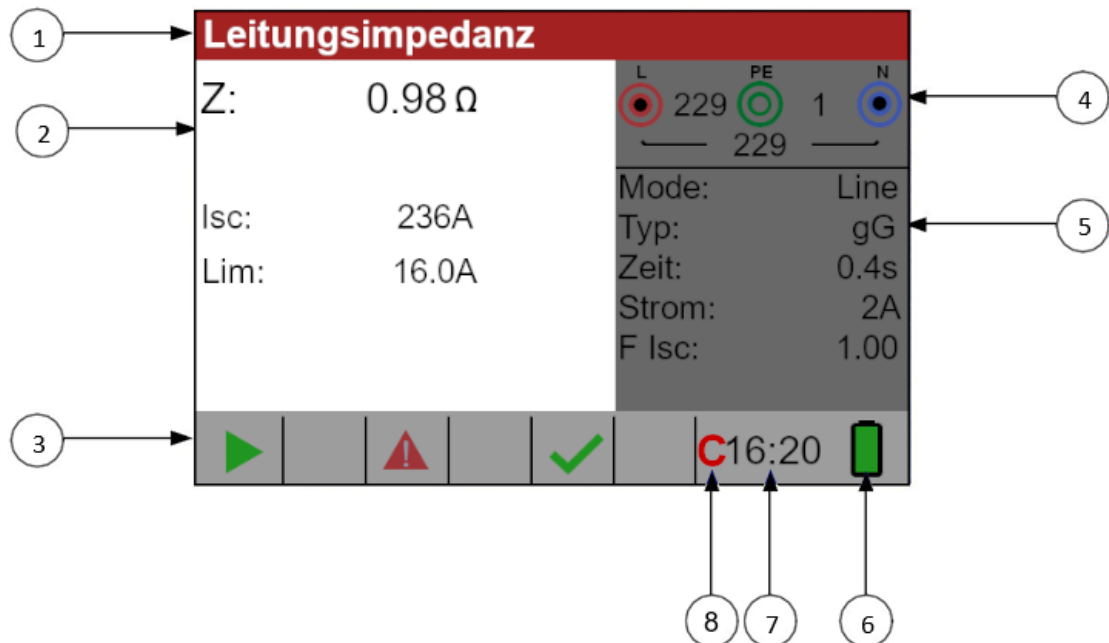 Leitungsimpedanz
Z: 0.98 Ω
Isc: 236A
Lim: 16.0A
L PE N
229 1
229
Mode: Line
Typ: gG
Zeit: 0.4s
Strom: 2A
F Isc: 1.00
C16:20
1
2
3
4
5
8 7 6